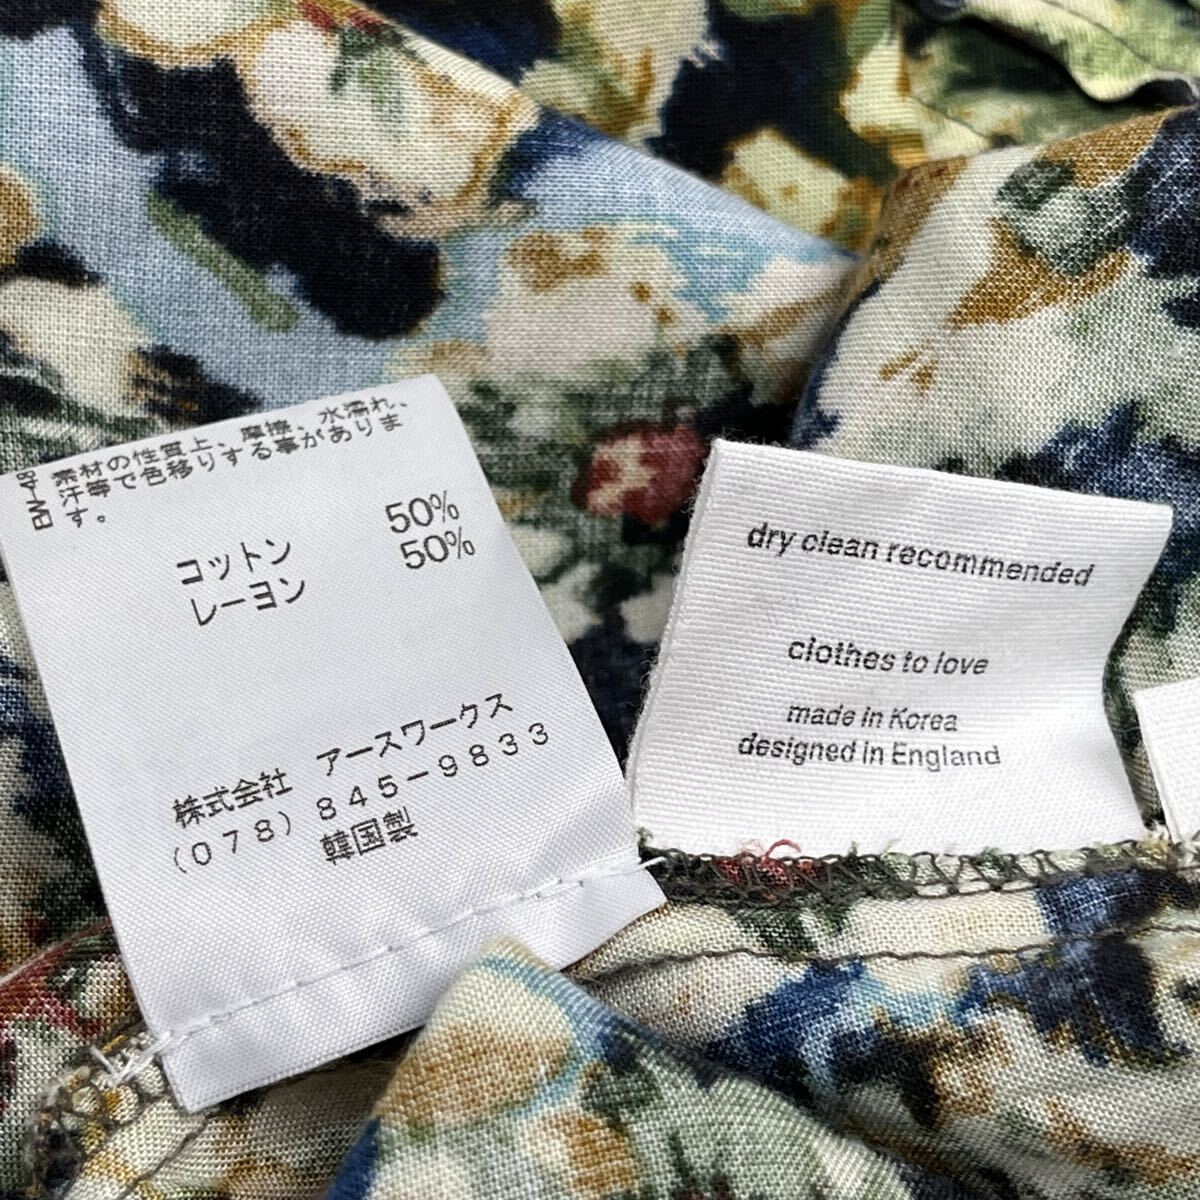 素材の性質上、摩擦、水濡れ、
汗等で色移りする事がありま
す。
BW-48
コットン 50%
レーヨン 50%
株式会社 アースワークス
(078) 845-9833
韓国製
dry clean recommended
clothes to love
made in Korea
designed in England